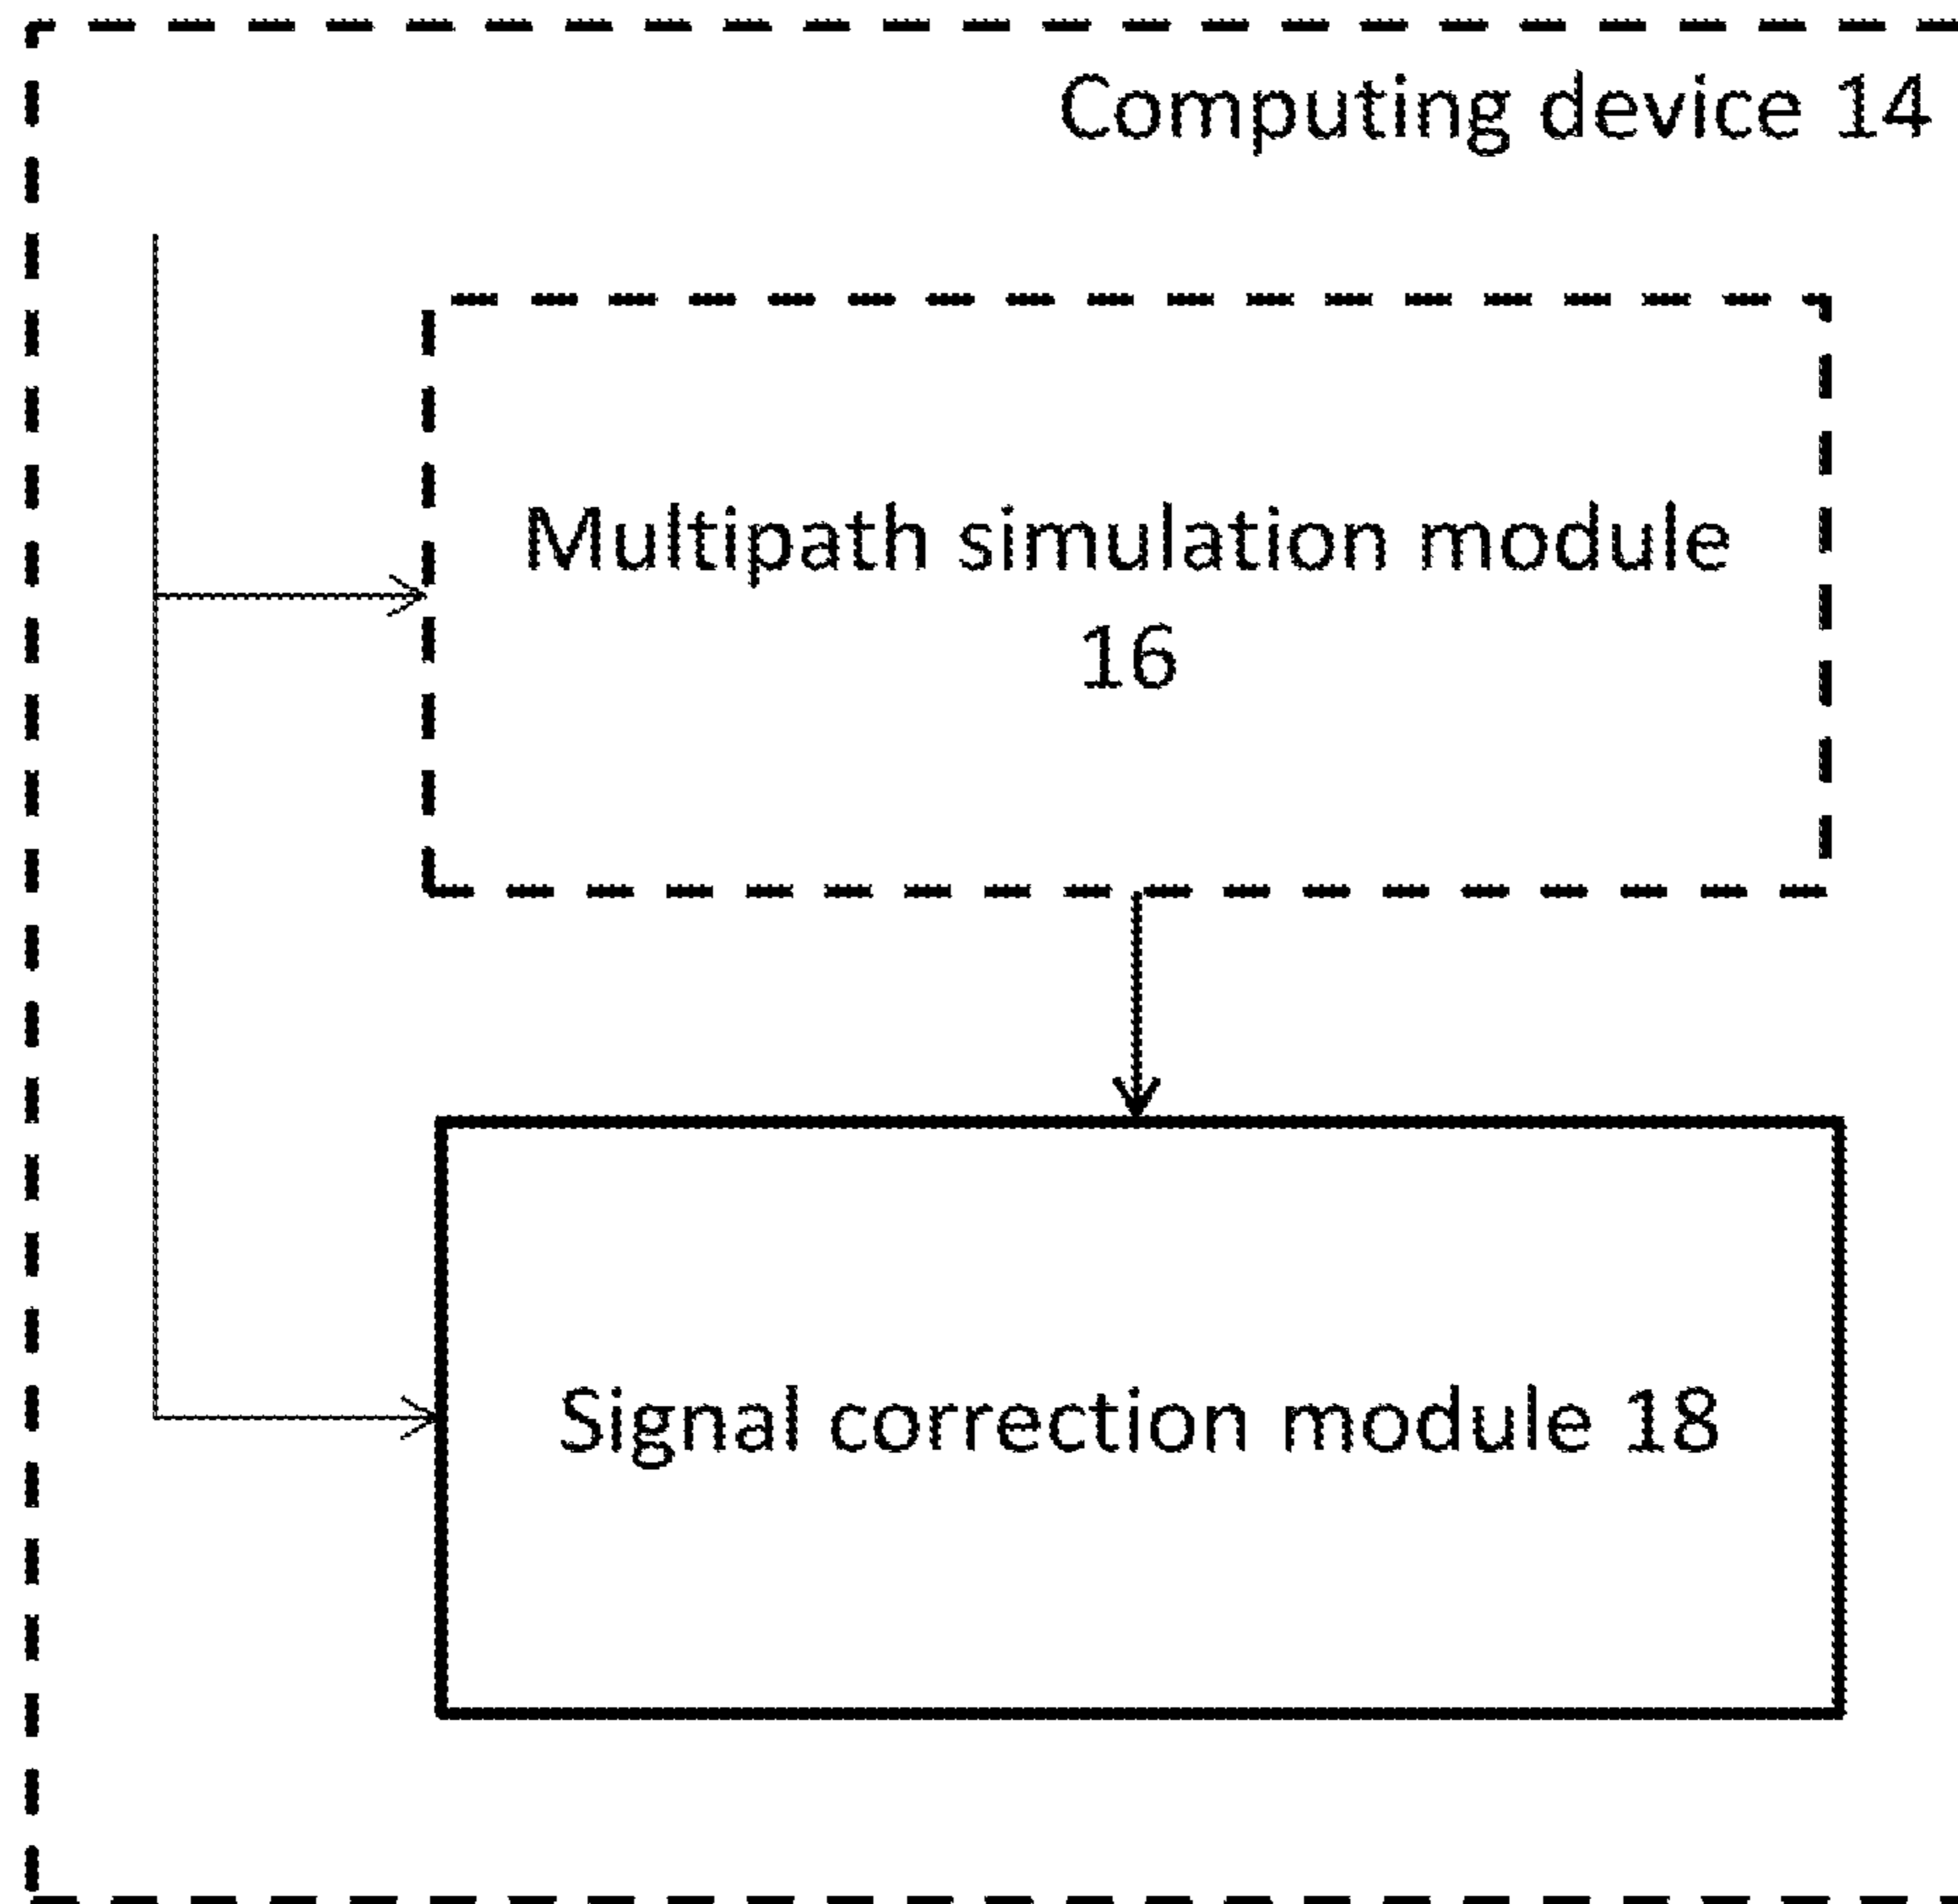 Computing device 14
Multipath simulation module
16
Signal correction module 18